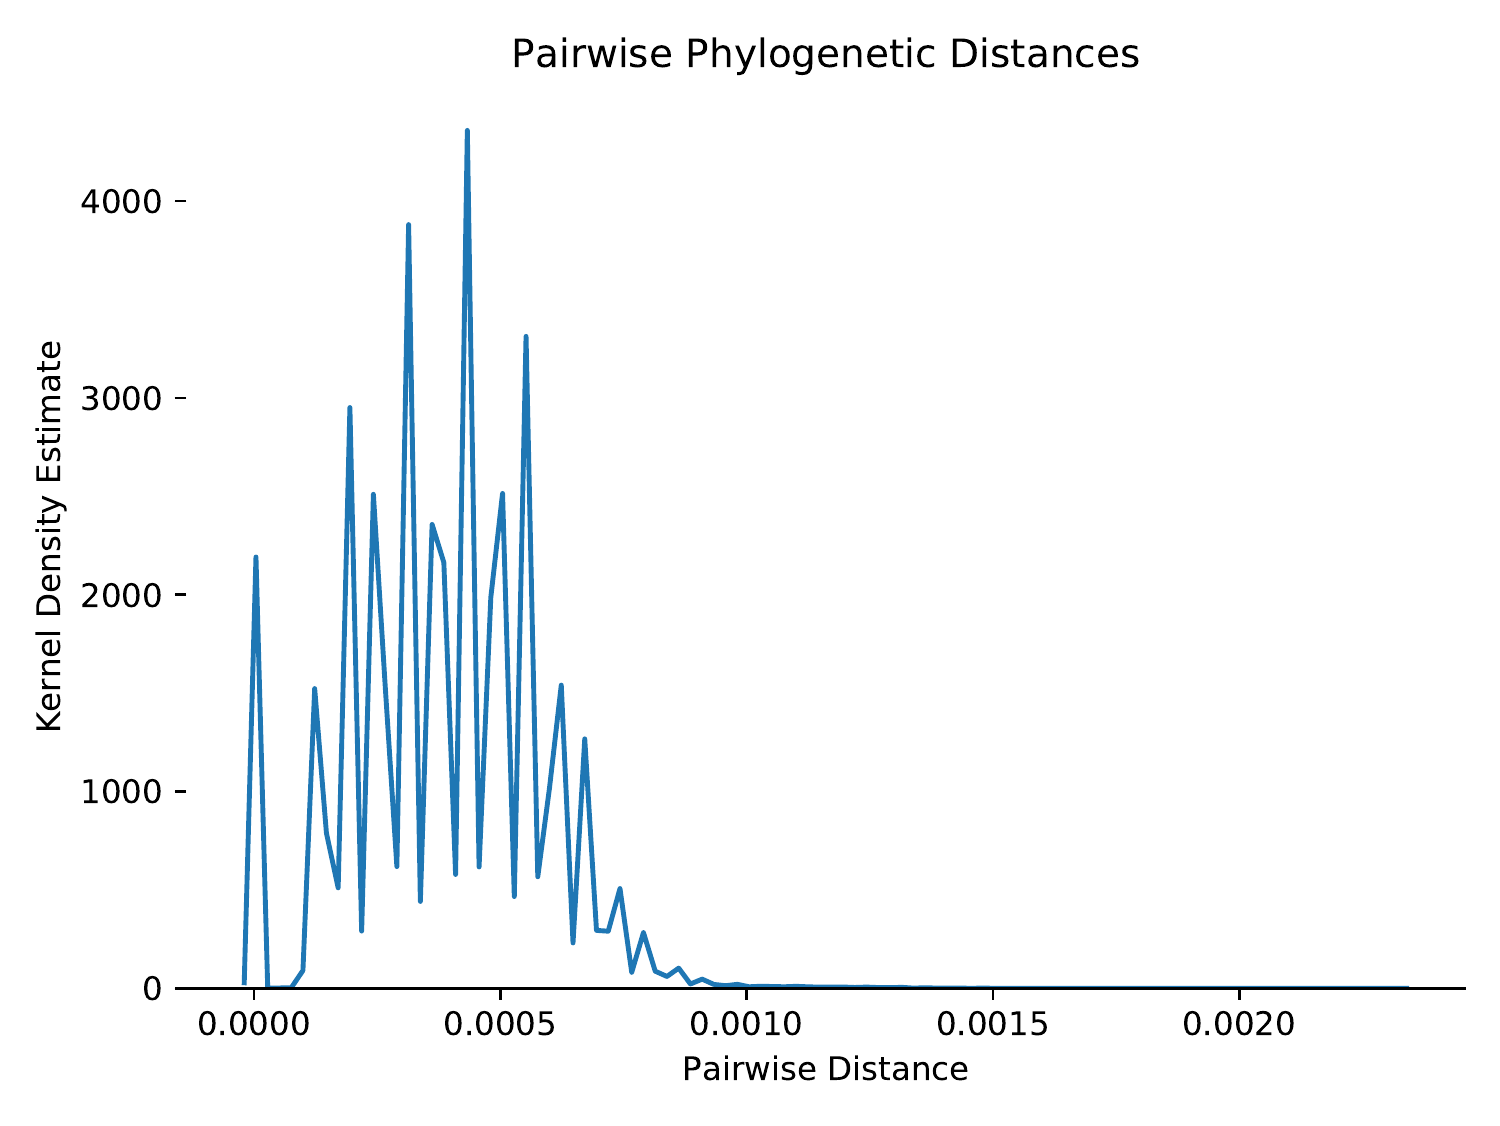 Pairwise Phylogenetic Distances
Kernel Density Estimate
4000
3000
2000
1000
0
0.0000 0.0005 0.0010 0.0015 0.0020
Pairwise Distance